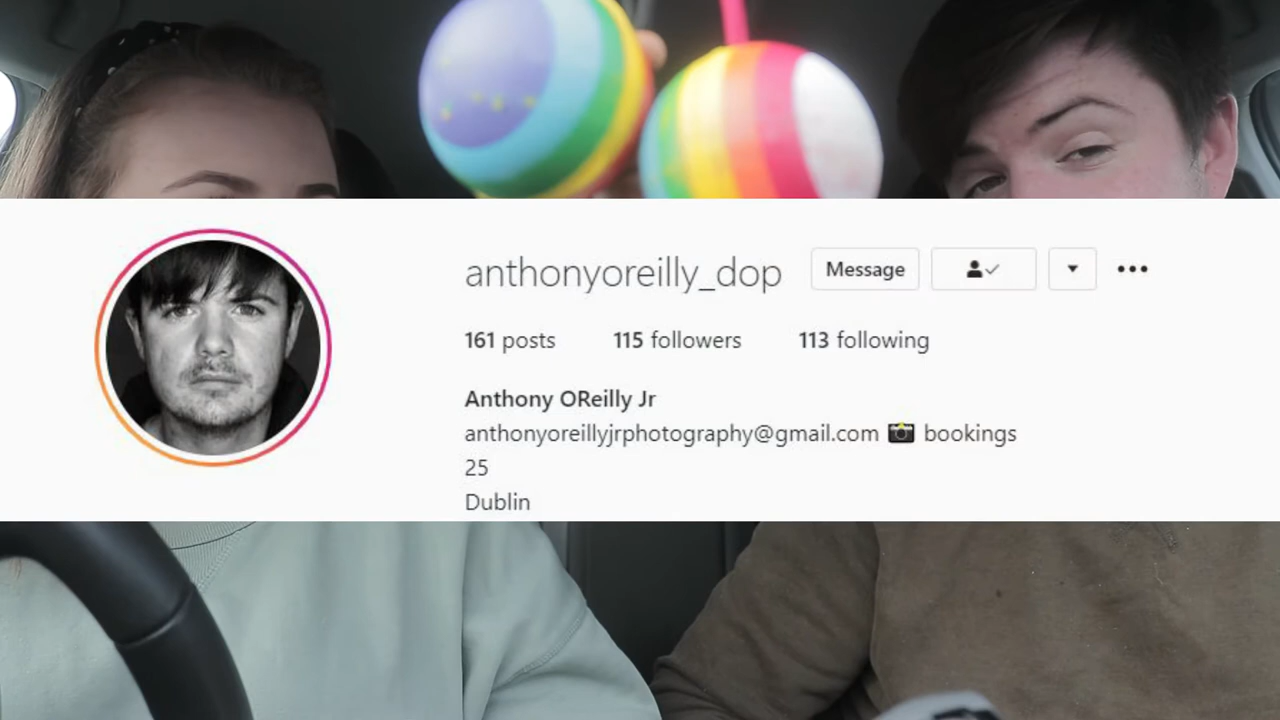 anthonyoreilly_dop Message
161 posts 115 followers 113 following
Anthony OReilly Jr
anthonyoreillyjrphotography@gmail.com 📸 bookings
25
Dublin